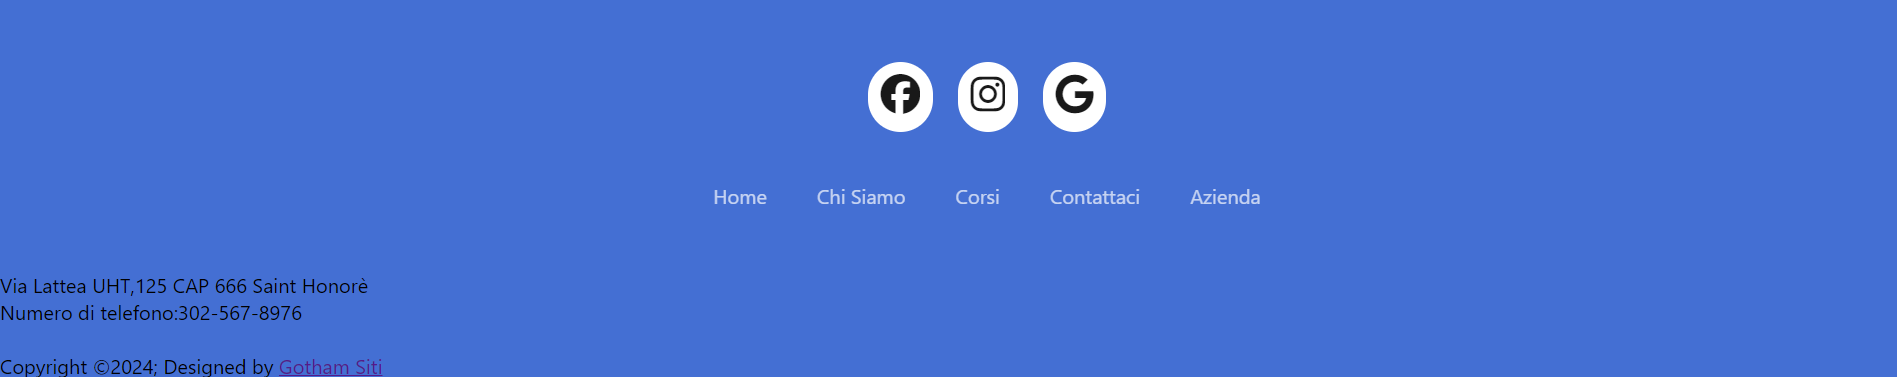 Home Chi Siamo Corsi Contattaci Azienda
Via Lattea UHT,125 CAP 666 Saint Honorè
Numero di telefono:302-567-8976
Copyright ©2024; Designed by Gotham Siti